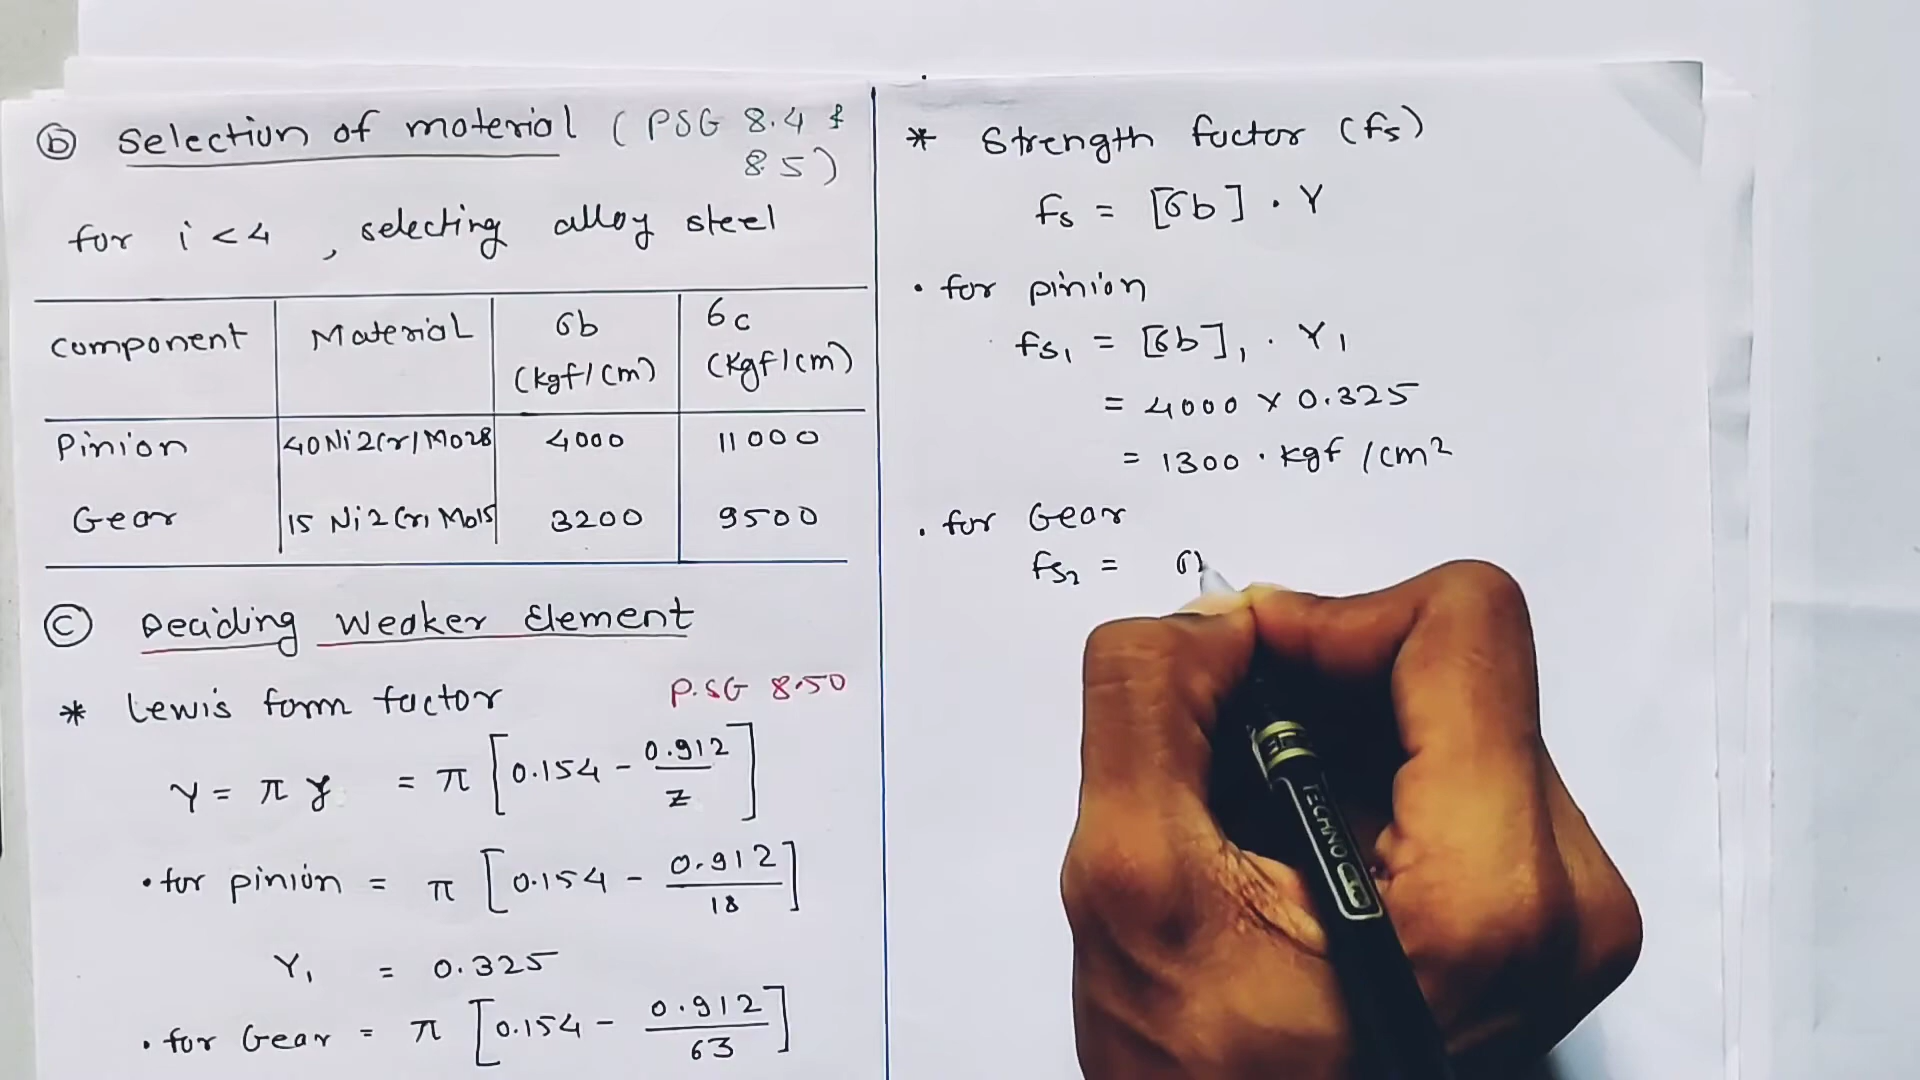 (b) Selection of material (PSG 8.4 &
8.5)
for i < 4 , selecting alloy steel
Component Material σb (kgf/cm) σc (kgf/cm)
Pinion 40Ni2Cr1Mo28 4000 11000
Gear 15Ni2Cr1Mo15 3200 9500
(c) Deciding Weaker Element
* Lewis form factor P.SG 8.50
Y = π y = π [0.154 - 0.912/z]
• for pinion = π [0.154 - 0.912/18]
Y1 = 0.325
• for Gear = π [0.154 - 0.912/63]
* Strength factor (fs)
fs = [σb] . Y
• for pinion
fs1 = [σb]1 . Y1
= 4000 x 0.325
= 1300 . kgf /cm²
• for Gear
fs2 =
TECHNO